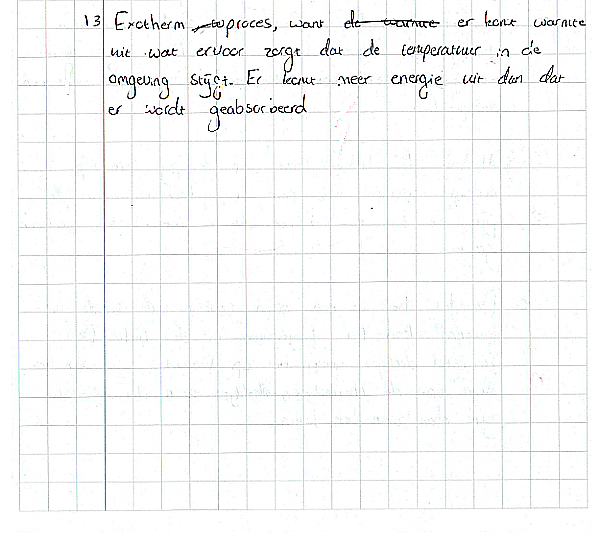 13 Exotherm proces, want de warmte er komt warmte
uit wat ervoor zorgt dat de temperatuur in de
omgeving stijgt. Er komt meer energie uit dan dat
er wordt geabsorbeerd